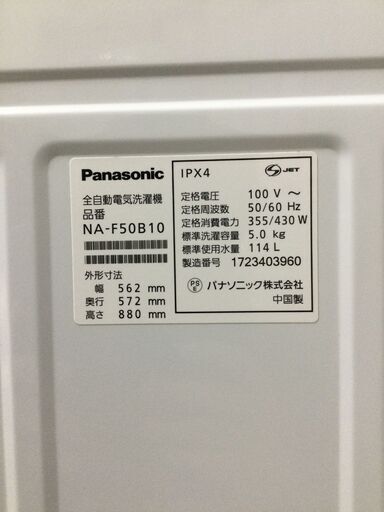 Panasonic
全自動電気洗濯機
品番
NA-F50B10
外形寸法
幅 562 mm
奥行 572 mm
高さ 880 mm
IPX4
S JET
定格電圧 100 V ～
定格周波数 50/60 Hz
定格消費電力 355/430 W
標準洗濯容量 5.0 kg
標準使用水量 114 L
製造番号 1723403960
PS E パナソニック株式会社
中国製